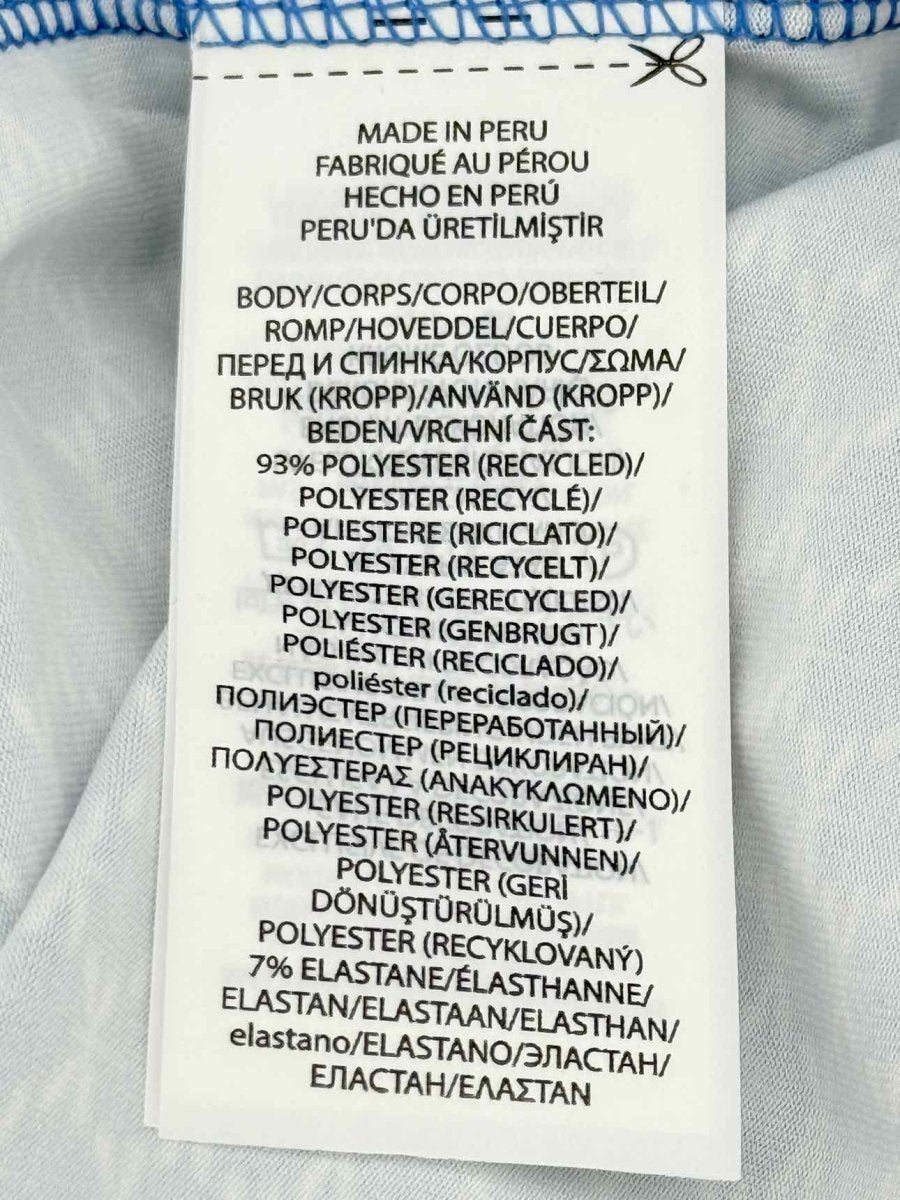 MADE IN PERU
FABRIQUÉ AU PÉROU
HECHO EN PERÚ
PERU'DA ÜRETİLMİŞTİR
BODY/CORPS/CORPO/OBERTEIL/
ROMP/HOVEDDEL/CUERPO/
ПЕРЕД И СПИНКА/КОРПУС/ΣΩΜΑ/
BRUK (KROPP)/ANVÄND (KROPP)/
BEDEN/VRCHNÍ ČÁST:
93% POLYESTER (RECYCLED)/
POLYESTER (RECYCLÉ)/
POLIESTERE (RICICLATO)/
POLYESTER (RECYCELT)/
POLYESTER (GERECYCLED)/
POLYESTER (GENBRUGT)/
POLIÉSTER (RECICLADO)/
poliéster (reciclado)/
ПОЛИЭСТЕР (ПЕРЕРАБОТАННЫЙ)/
ПОЛИЕСТЕР (РЕЦИКЛИРАН)/
ΠΟΛΥΕΣΤΕΡΑΣ (ΑΝΑΚΥΚΛΩΜΕΝΟ)/
POLYESTER (RESIRKULERT)/
POLYESTER (ÅTERVUNNEN)/
POLYESTER (GERİ
DÖNÜŞTÜRÜLMÜŞ)/
POLYESTER (RECYKLOVANÝ)
7% ELASTANE/ÉLASTHANNE/
ELASTAN/ELASTAAN/ELASTHAN/
elastano/ELASTANO/ЭЛАСТАН/
ЕЛАСТАН/ΕΛΑΣΤΑΝ